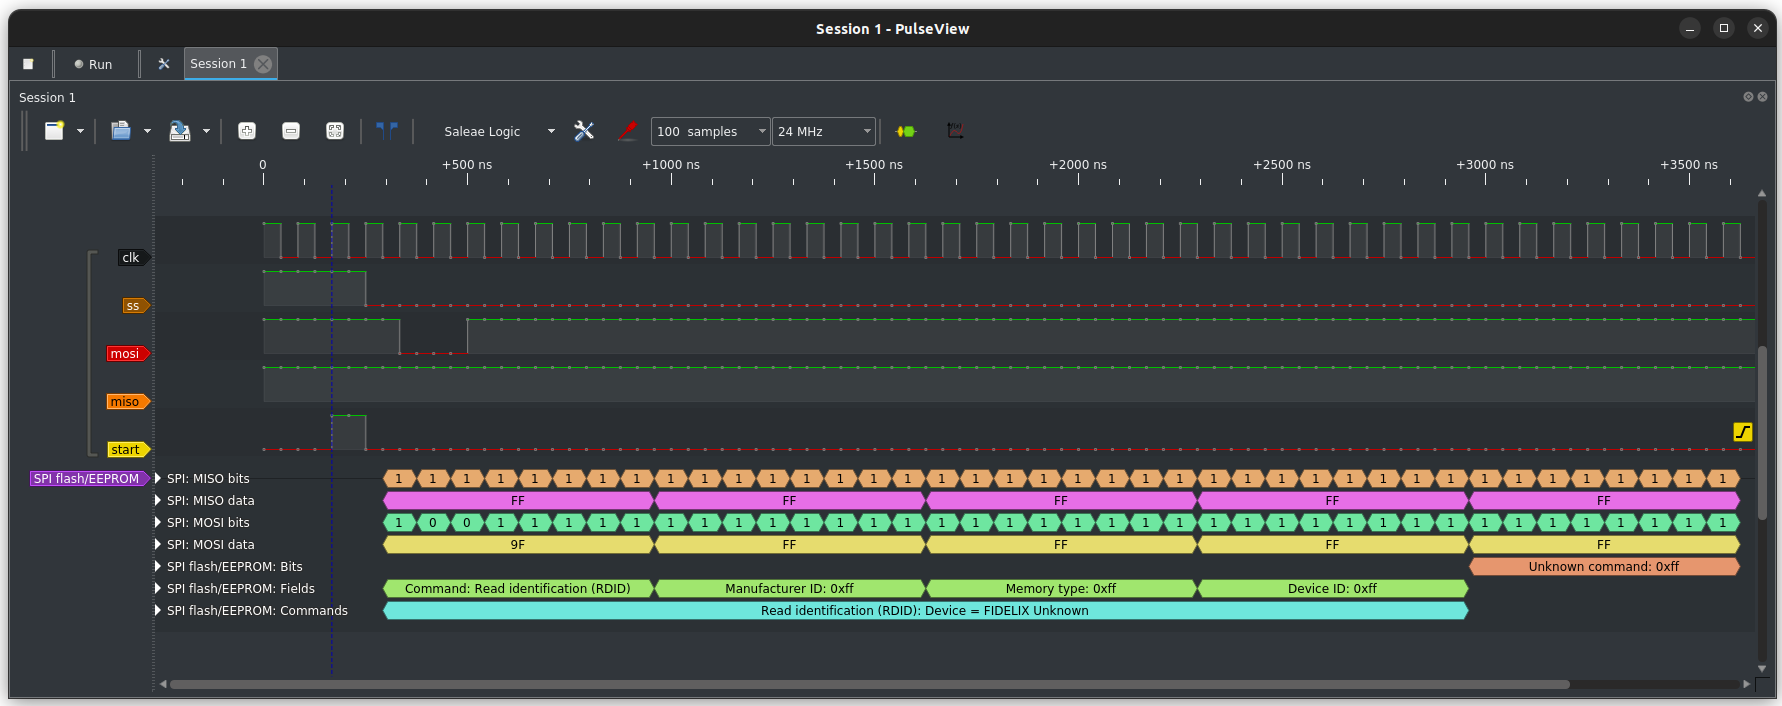 Session 1 - PulseView
Run
Session 1
Session 1
Saleae Logic
100 samples
24 MHz
0 +500 ns +1000 ns +1500 ns +2000 ns +2500 ns +3000 ns +3500 ns
clk
ss
mosi
miso
start
SPI flash/EEPROM
SPI: MISO bits 1 1 1 1 1 1 1 1 1 1 1 1 1 1 1 1 1 1 1 1 1 1 1 1 1 1 1 1 1 1 1 1 1 1 1 1 1 1 1 1
SPI: MISO data FF FF FF FF FF
SPI: MOSI bits 1 0 0 1 1 1 1 1 1 1 1 1 1 1 1 1 1 1 1 1 1 1 1 1 1 1 1 1 1 1 1 1 1 1 1 1 1 1 1 1
SPI: MOSI data 9F FF FF FF FF
SPI flash/EEPROM: Bits Unknown command: 0xff
SPI flash/EEPROM: Fields Command: Read identification (RDID) Manufacturer ID: 0xff Memory type: 0xff Device ID: 0xff
SPI flash/EEPROM: Commands Read identification (RDID): Device = FIDELIX Unknown